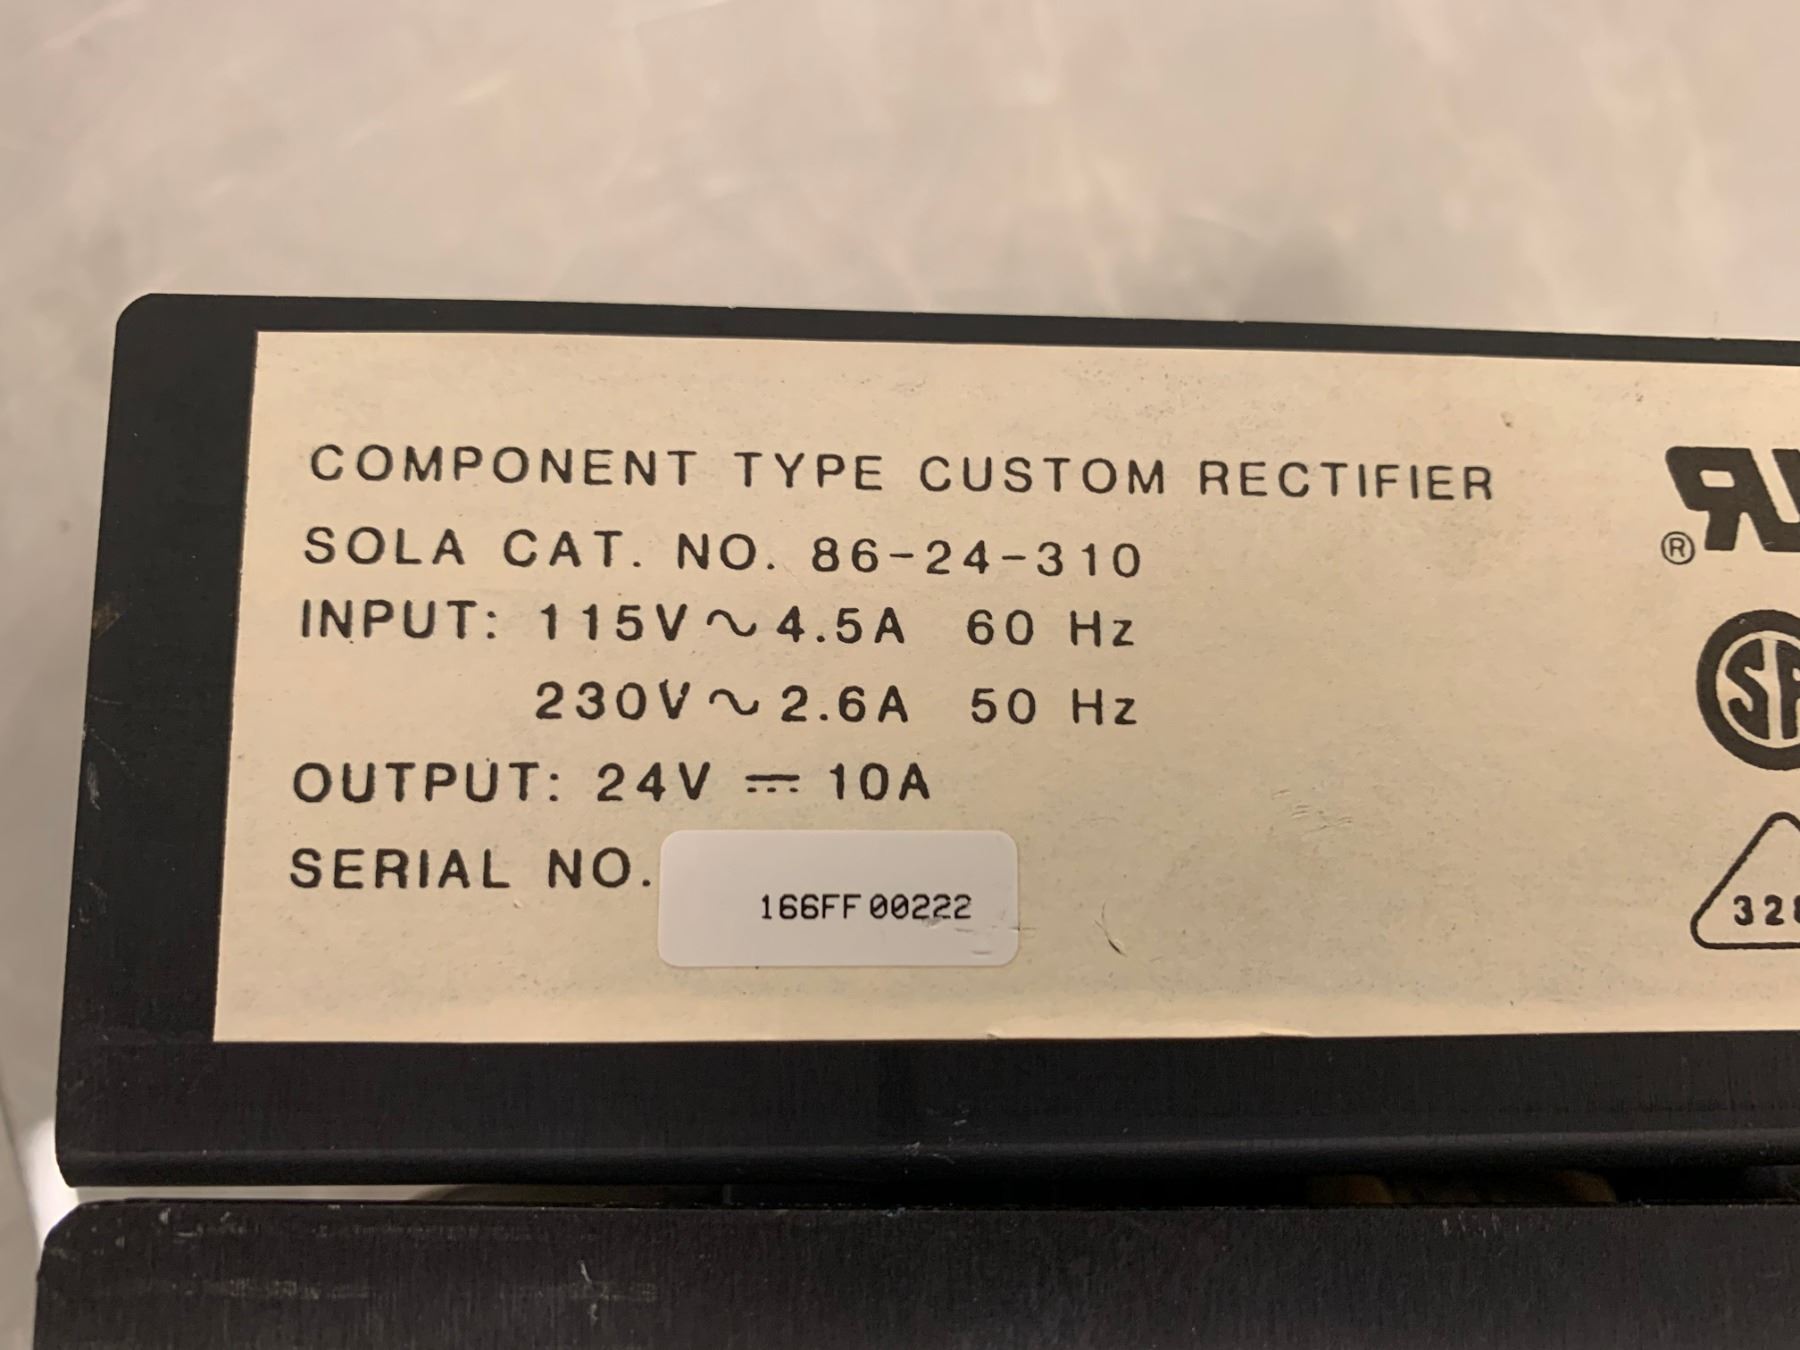 COMPONENT TYPE CUSTOM RECTIFIER
SOLA CAT. NO. 86-24-310
INPUT: 115V ~ 4.5A 60 Hz
230V ~ 2.6A 50 Hz
OUTPUT: 24V ⎓ 10A
SERIAL NO. 166FF 00222
®